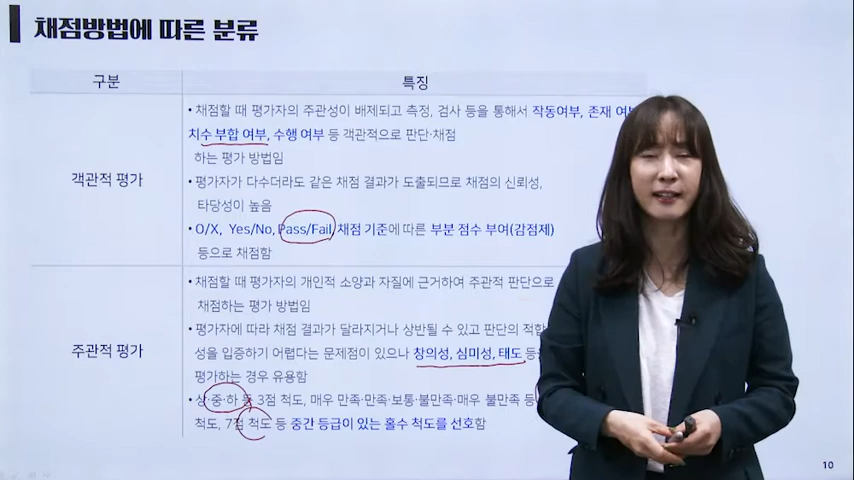 채점방법에 따른 분류
구분
특징
객관적 평가
• 채점할 때 평가자의 주관성이 배제되고 측정, 검사 등을 통해서 작동여부, 존재 여부
치수 부합 여부, 수행 여부 등 객관적으로 판단·채점
하는 평가 방법임
• 평가자가 다수더라도 같은 채점 결과가 도출되므로 채점의 신뢰성,
타당성이 높음
• O/X, Yes/No, Pass/Fail, 채점 기준에 따른 부분 점수 부여(감점제)
등으로 채점함
주관적 평가
• 채점할 때 평가자의 개인적 소양과 자질에 근거하여 주관적 판단으로
채점하는 평가 방법임
• 평가자에 따라 채점 결과가 달라지거나 상반될 수 있고 판단의 적합
성을 입증하기 어렵다는 문제점이 있으나 창의성, 심미성, 태도 등을
평가하는 경우 유용함
• 상·중·하 등 3점 척도, 매우 만족·만족·보통·불만족·매우 불만족 등
척도, 7점 척도 등 중간 등급이 있는 홀수 척도를 선호함
10